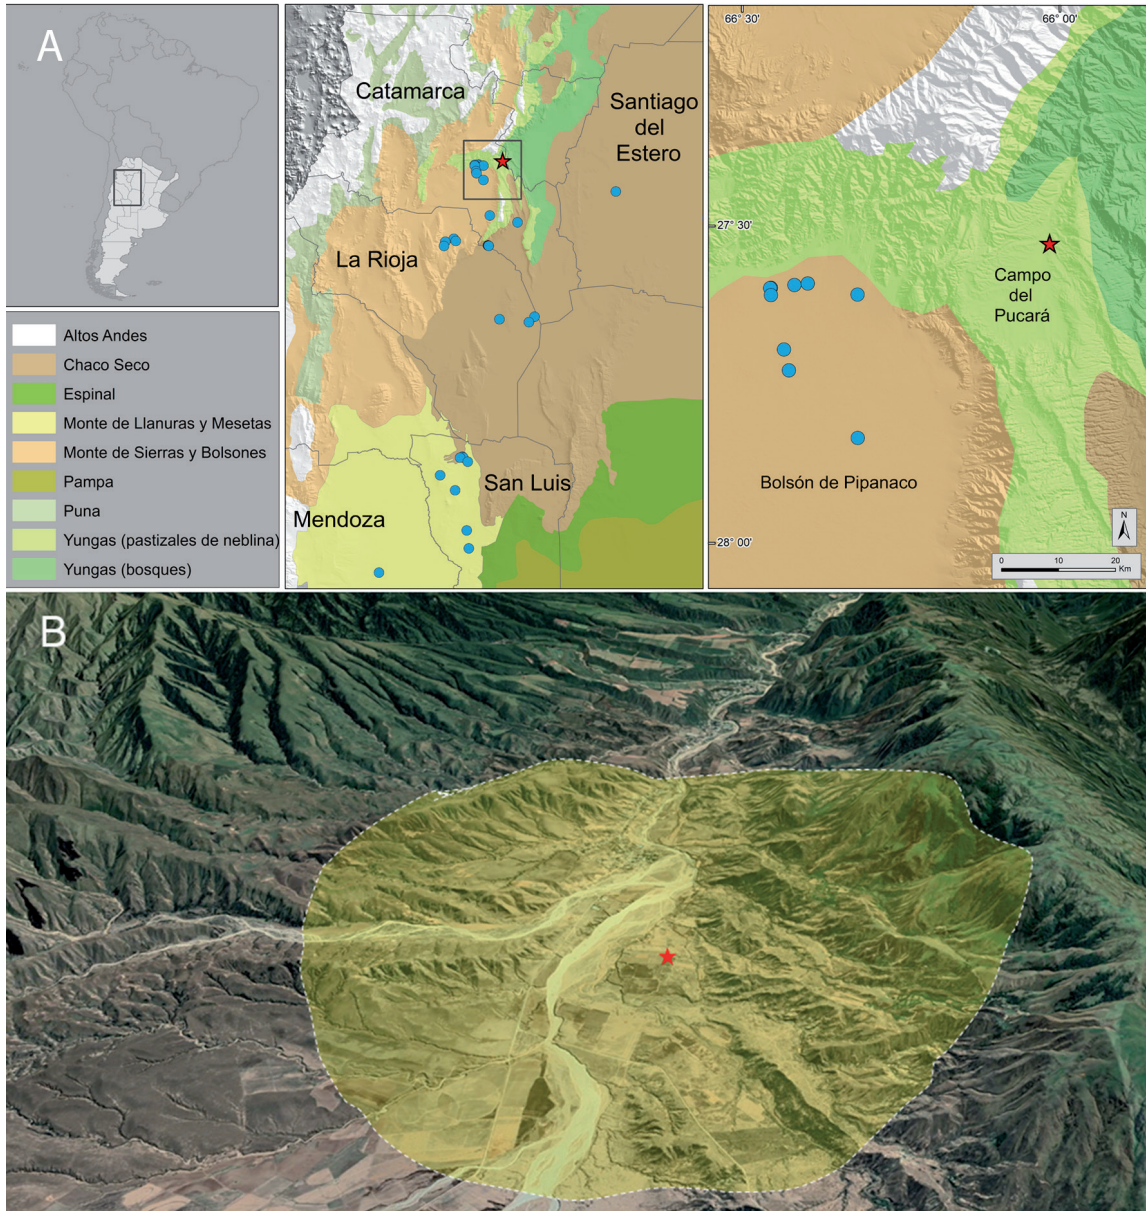 A
Altos Andes
Chaco Seco
Espinal
Monte de Llanuras y Mesetas
Monte de Sierras y Bolsones
Pampa
Puna
Yungas (pastizales de neblina)
Yungas (bosques)
Catamarca
Santiago
del
Estero
La Rioja
San Luis
Mendoza
66° 30'
66° 00'
27° 30'
Campo
del
Pucará
Bolsón de Pipanaco
28° 00'
N
0 10 20
Km
B